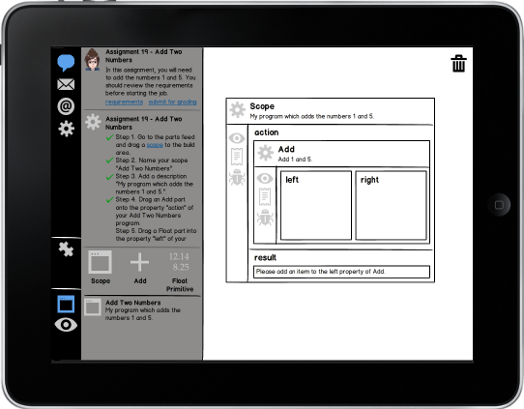 Assignment 19 - Add Two
Numbers
In this assignment, you will need
to add the numbers 1 and 5. You
should review the requirements
before starting the job.
requirements submit for grading
Assignment 19 - Add Two
Numbers
Step 1. Go to the parts feed
and drag a scope to the build
area.
Step 2. Name your scope
"Add Two Numbers".
Step 3. Add a description
"My program which adds the
numbers 1 and 5.".
Step 4. Drag an Add part
onto the property "action" of
your Add Two Numbers
program.
Step 5. Drag a Float part into
the property "left" of your
12.14
8.25
Scope
Add
Float
Primitive
Add Two Numbers
My program which adds the
numbers 1 and 5.
Scope
My program which adds the numbers 1 and 5.
action
Add
Add 1 and 5.
left
right
result
Please add an item to the left property of Add.